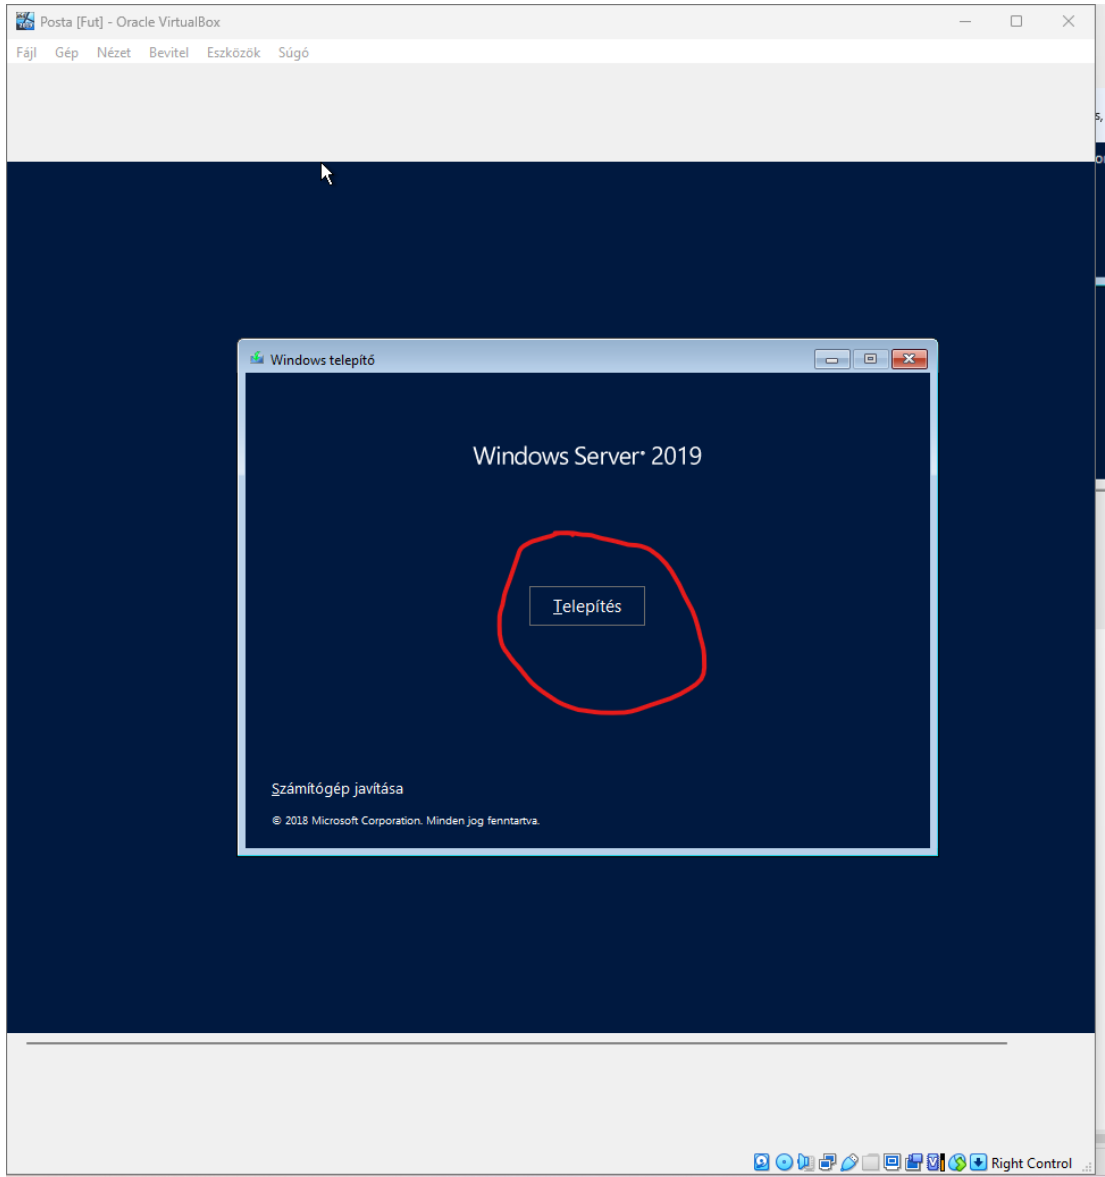 Posta [Fut] - Oracle VirtualBox
Fájl Gép Nézet Bevitel Eszközök Súgó
Windows telepítő
Windows Server® 2019
Telepítés
Számítógép javítása
© 2018 Microsoft Corporation. Minden jog fenntartva.
Right Control